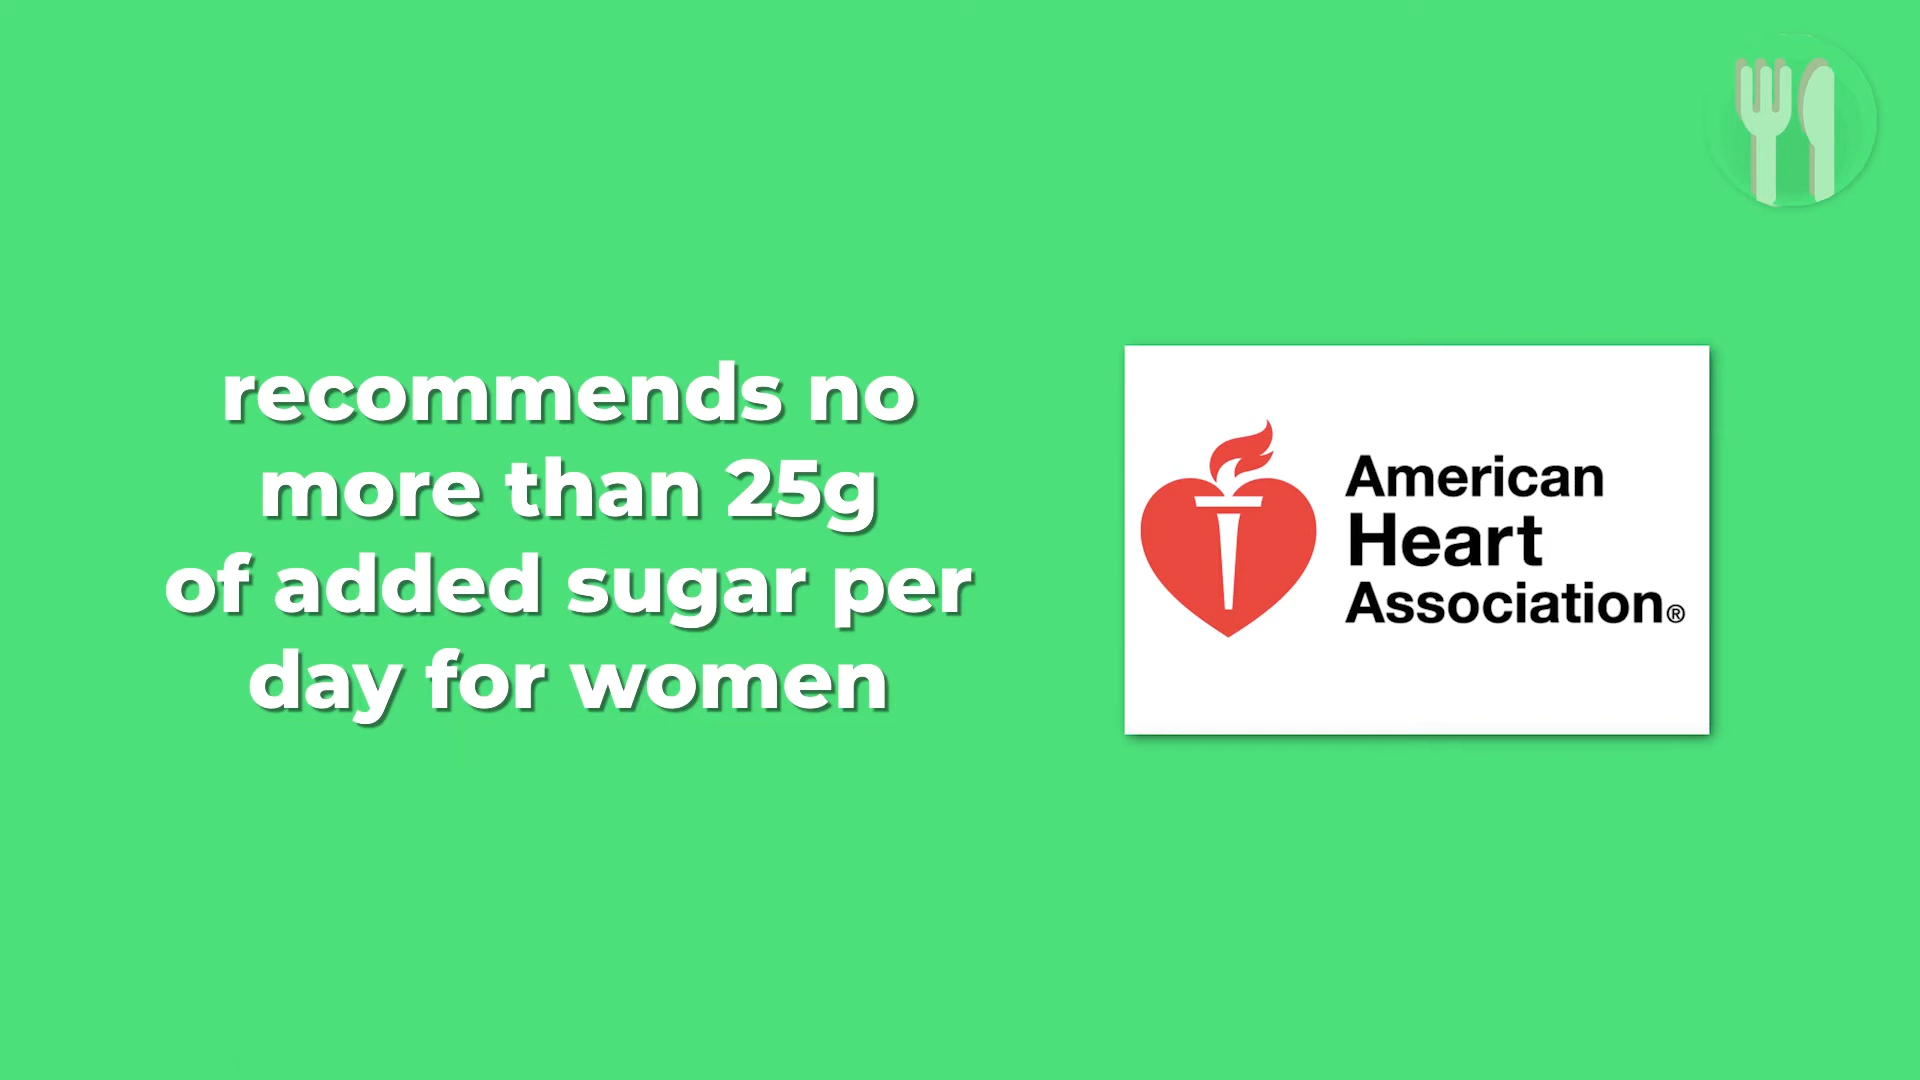 recommends no
more than 25g
of added sugar per
day for women
American
Heart
Association®